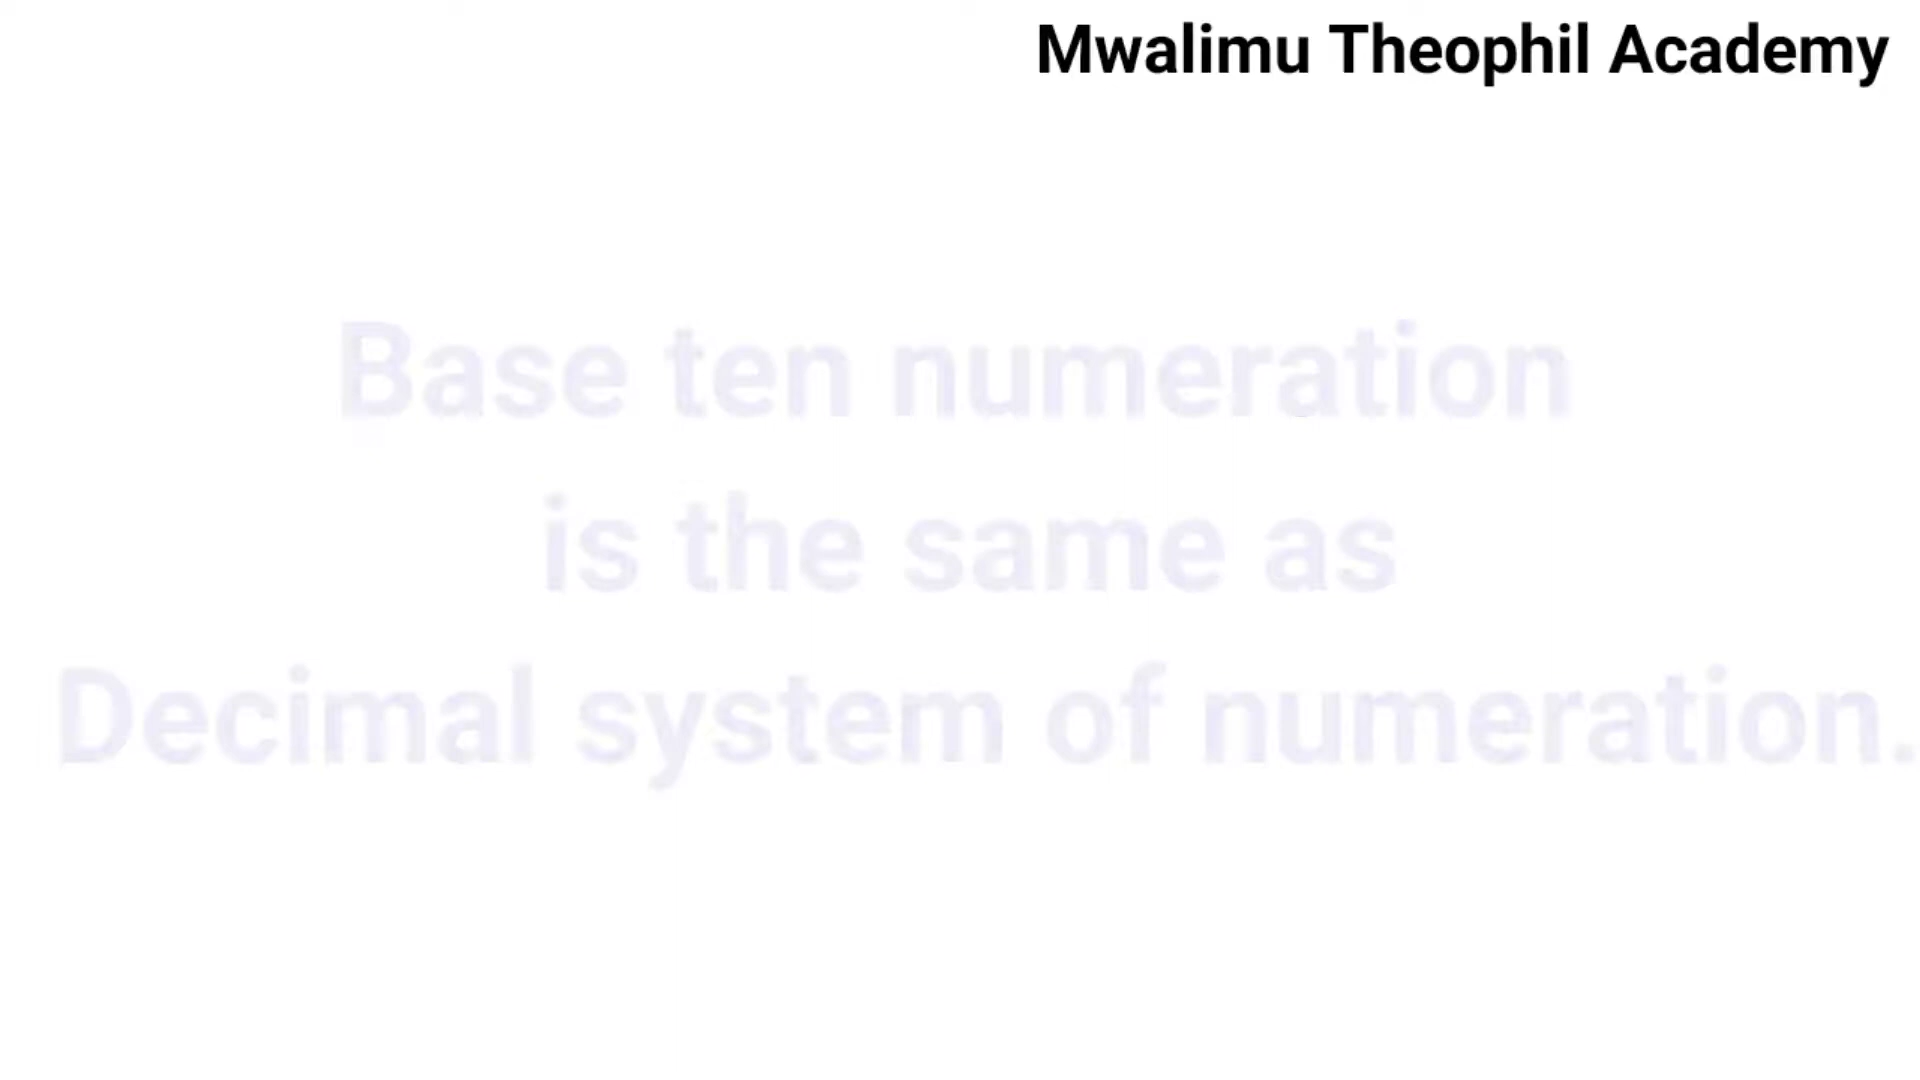 Mwalimu Theophil Academy
Base ten numeration
is the same as
Decimal system of numeration.